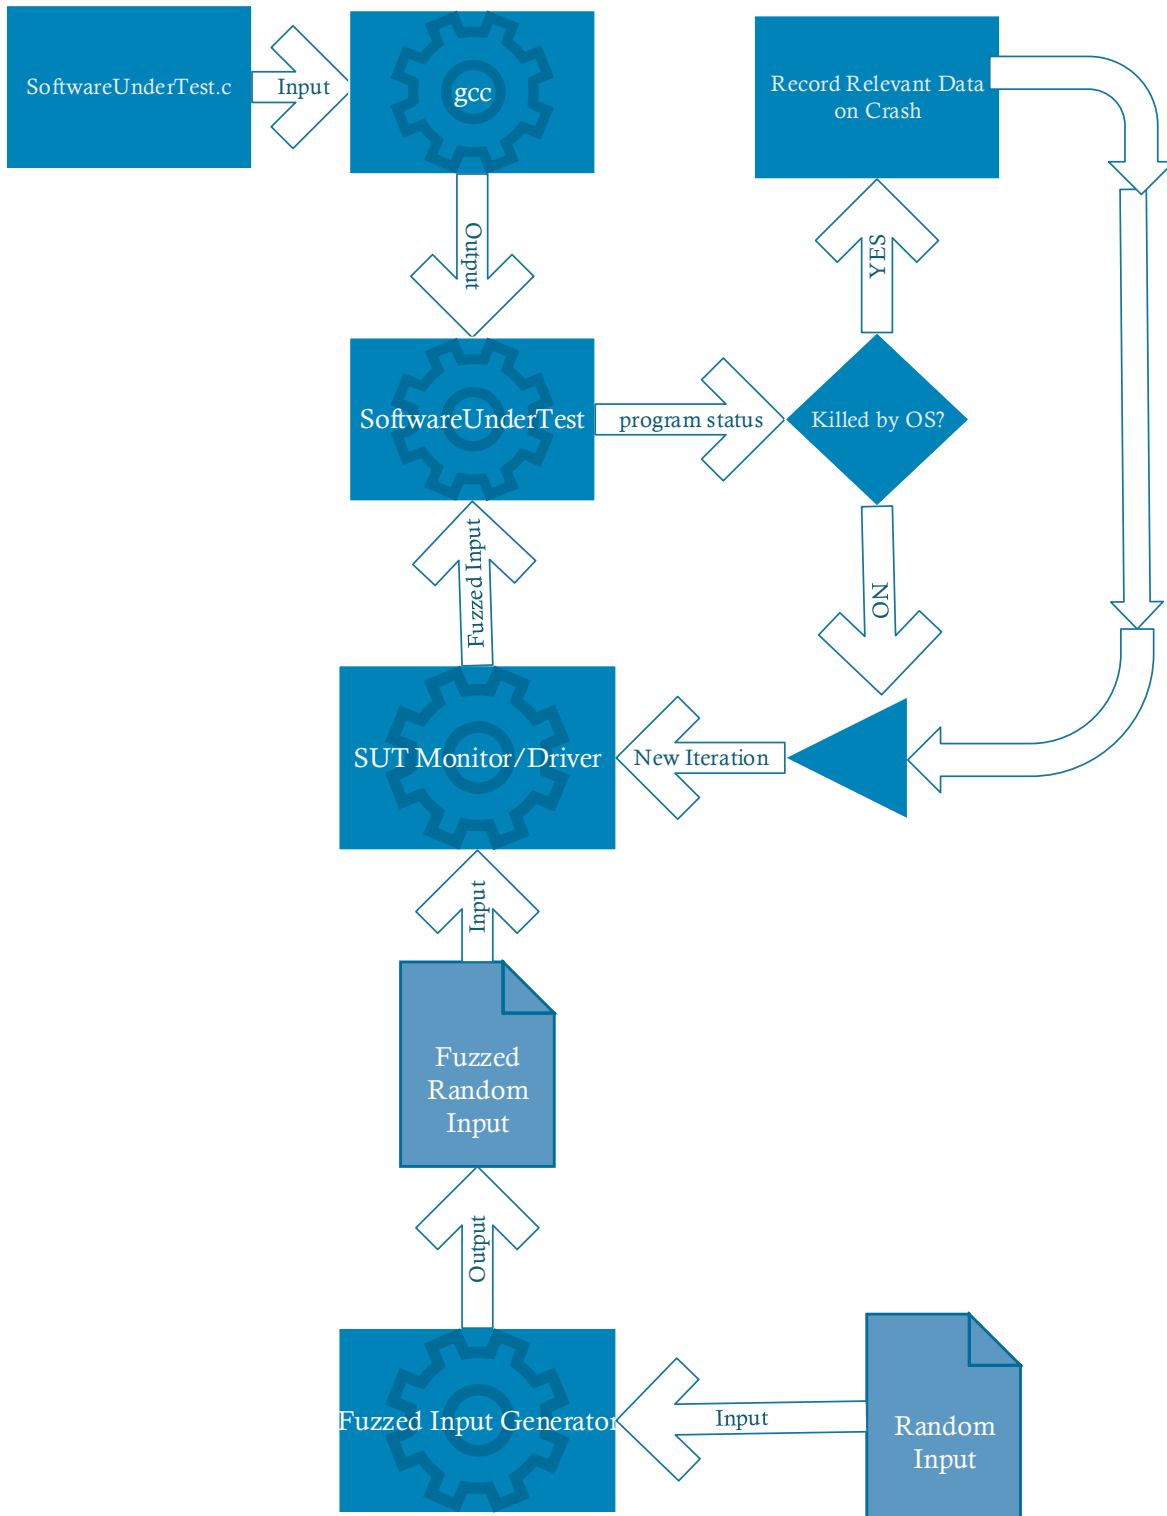 SoftwareUnderTest.c
Input
gcc
Record Relevant Data
on Crash
Output
YES
SoftwareUnderTest
program status
Killed by OS?
Fuzzed Input
NO
SUT Monitor/Driver
New Iteration
Input
Fuzzed
Random
Input
Output
Fuzzed Input Generator
Input
Random
Input